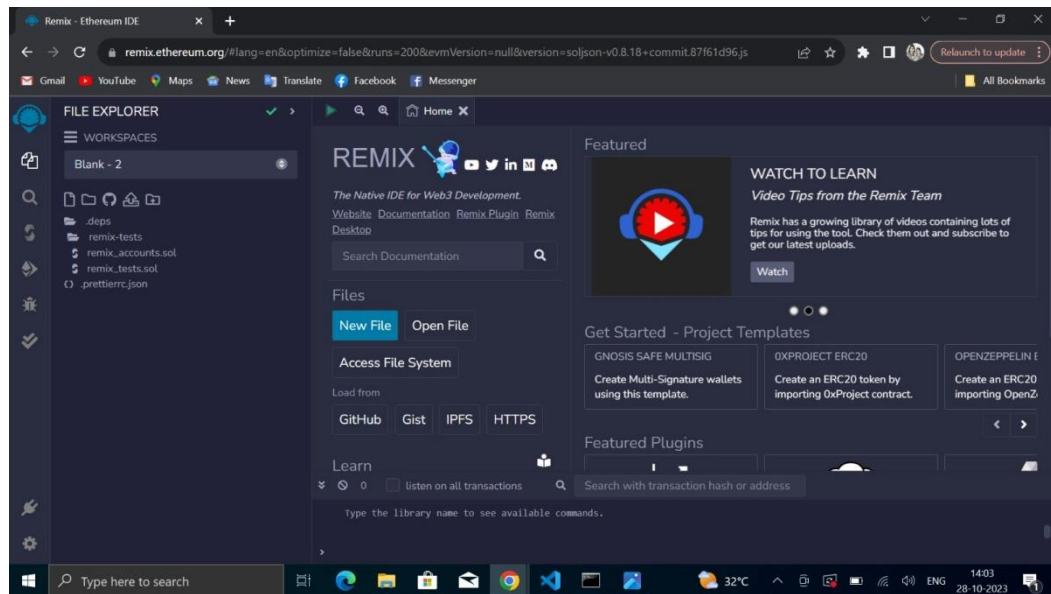 Remix - Ethereum IDE
remix.ethereum.org/#lang=en&optimize=false&runs=200&evmVersion=null&version=soljson-v0.8.18+commit.87f61d96.js
Relaunch to update
Gmail YouTube Maps News Translate Facebook Messenger
All Bookmarks
FILE EXPLORER
WORKSPACES
Blank - 2
.deps
remix-tests
remix_accounts.sol
remix_tests.sol
.prettierrc.json
Home
REMIX
The Native IDE for Web3 Development.
Website Documentation Remix Plugin Remix
Desktop
Search Documentation
Files
New File Open File
Access File System
Load from
GitHub Gist IPFS HTTPS
Learn
Featured
WATCH TO LEARN
Video Tips from the Remix Team
Remix has a growing library of videos containing lots of
tips for using the tool. Check them out and subscribe to
get our latest uploads.
Watch
Get Started - Project Templates
GNOSIS SAFE MULTISIG
Create Multi-Signature wallets
using this template.
0XPROJECT ERC20
Create an ERC20 token by
importing 0xProject contract.
OPENZEPPELIN E
Create an ERC20
importing OpenZ
Featured Plugins
0 listen on all transactions Search with transaction hash or address
Type the library name to see available commands.
>
Type here to search
32°C
ENG
14:03
28-10-2023
1